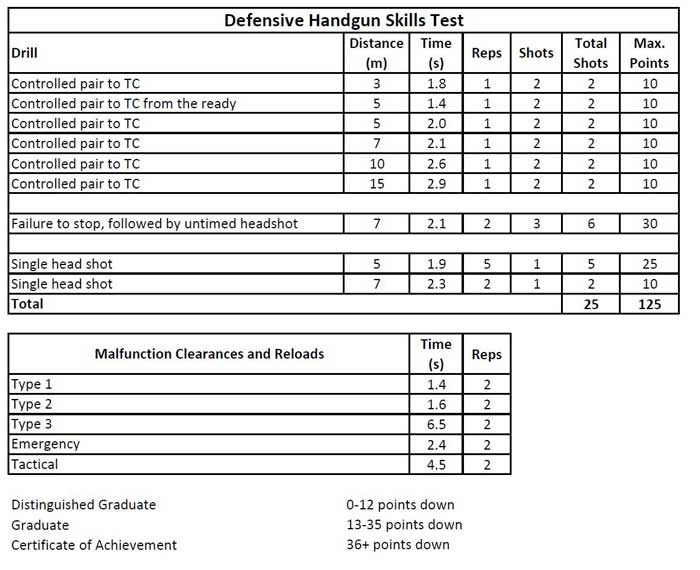 Defensive Handgun Skills Test
Drill Distance (m) Time (s) Reps Shots Total Shots Max. Points
Controlled pair to TC 3 1.8 1 2 2 10
Controlled pair to TC from the ready 5 1.4 1 2 2 10
Controlled pair to TC 5 2.0 1 2 2 10
Controlled pair to TC 7 2.1 1 2 2 10
Controlled pair to TC 10 2.6 1 2 2 10
Controlled pair to TC 15 2.9 1 2 2 10
Failure to stop, followed by untimed headshot 7 2.1 2 3 6 30
Single head shot 5 1.9 5 1 5 25
Single head shot 7 2.3 2 1 2 10
Total 25 125
Malfunction Clearances and Reloads Time (s) Reps
Type 1 1.4 2
Type 2 1.6 2
Type 3 6.5 2
Emergency 2.4 2
Tactical 4.5 2
Distinguished Graduate 0-12 points down
Graduate 13-35 points down
Certificate of Achievement 36+ points down